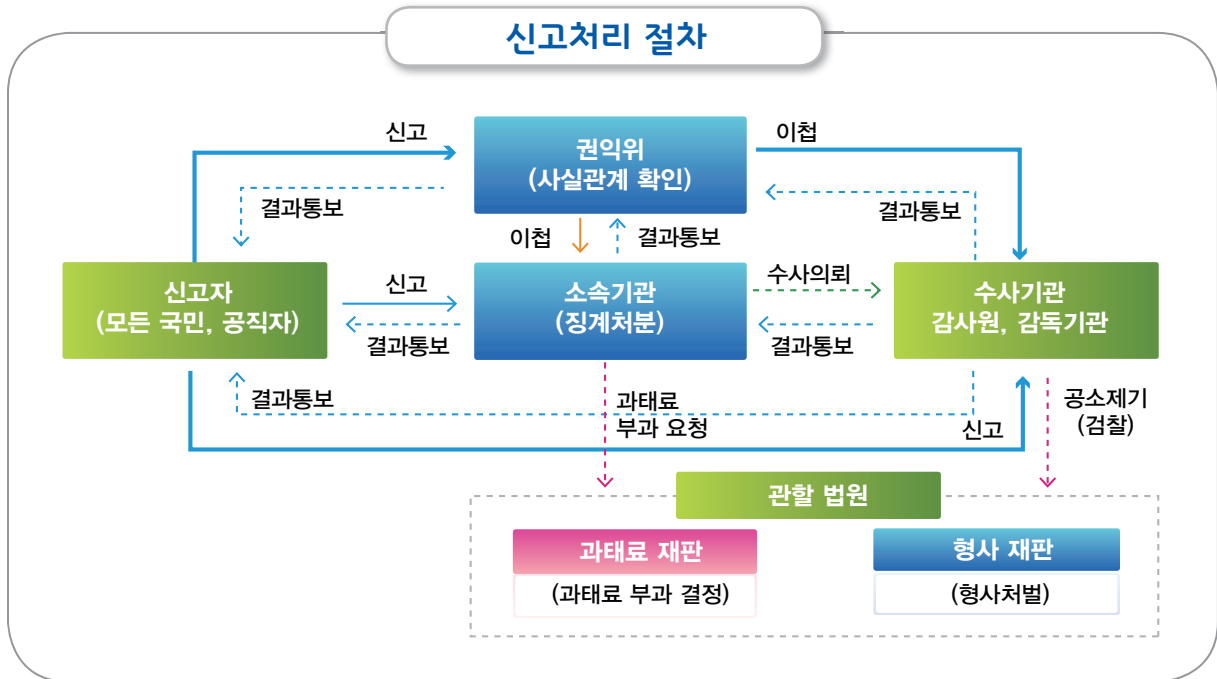 신고처리 절차
신고
권익위
(사실관계 확인)
이첩
결과통보
결과통보
이첩
결과통보
신고자
(모든 국민, 공직자)
신고
결과통보
소속기관
(징계처분)
수사의뢰
결과통보
수사기관
감사원, 감독기관
결과통보
과태료
부과 요청
신고
공소제기
(검찰)
관할 법원
과태료 재판
(과태료 부과 결정)
형사 재판
(형사처벌)